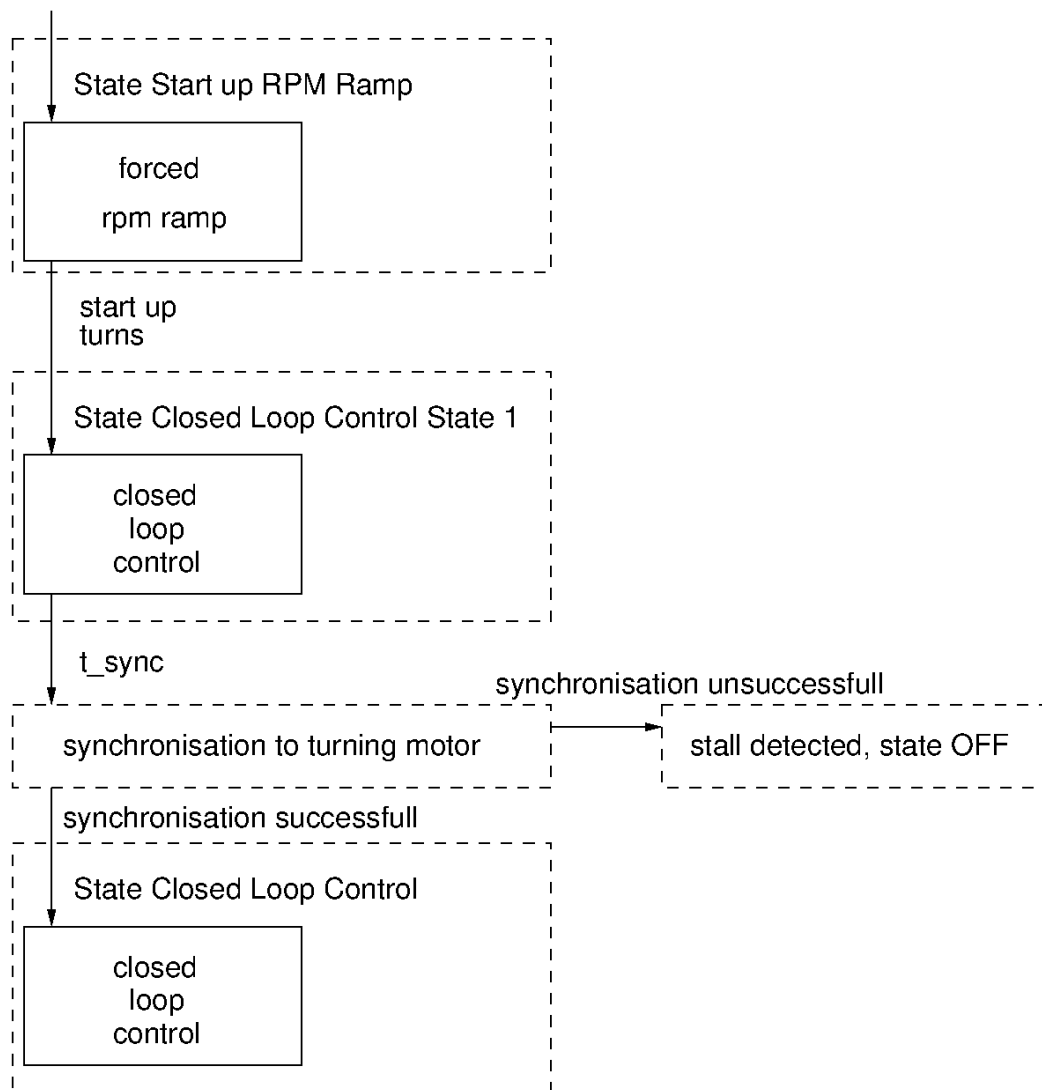 State Start up RPM Ramp
forced
rpm ramp
start up
turns
State Closed Loop Control State 1
closed
loop
control
t_sync
synchronisation unsuccessfull
synchronisation to turning motor
stall detected, state OFF
synchronisation successfull
State Closed Loop Control
closed
loop
control